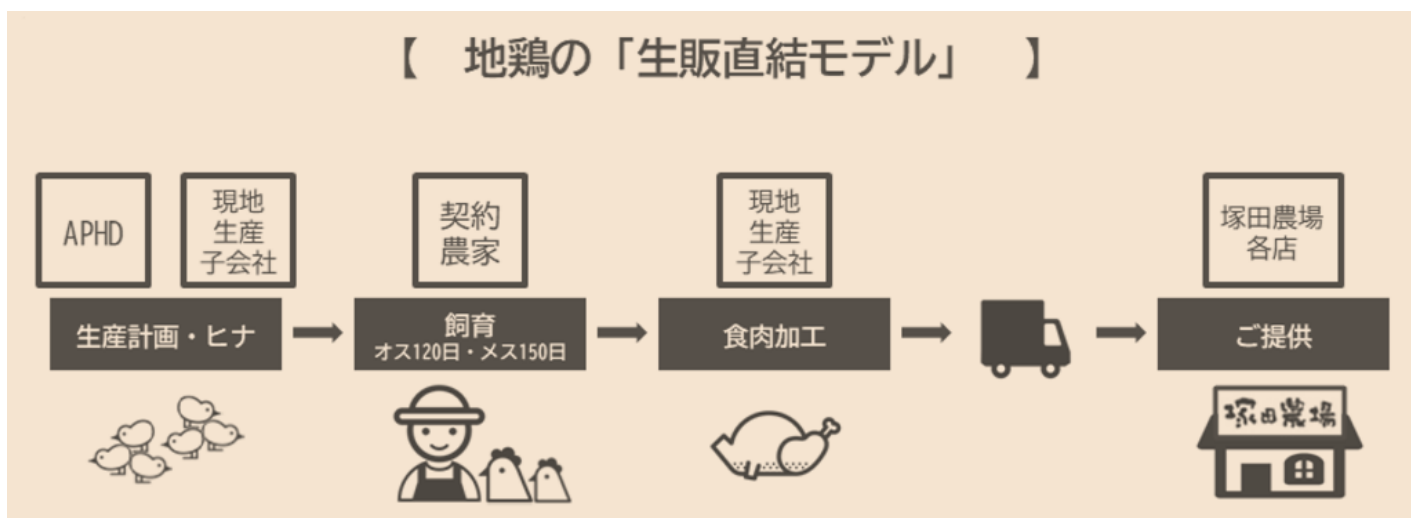 【 地鶏の「生販直結モデル」 】
APHD
現地
生産
子会社
生産計画・ヒナ
契約
農家
飼育
オス120日・メス150日
現地
生産
子会社
食肉加工
塚田農場
各店
ご提供
塚田農場